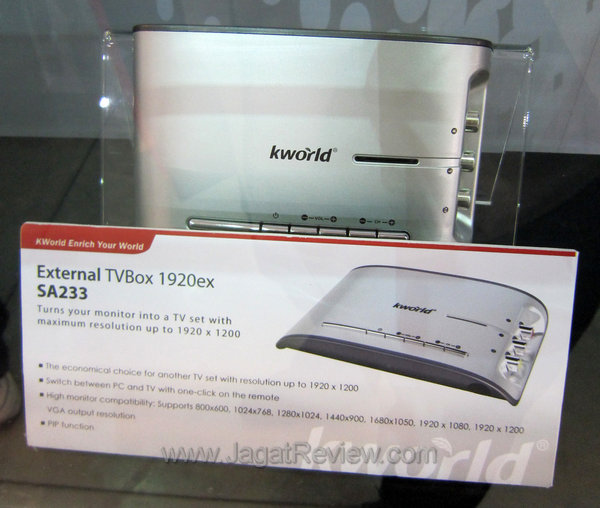 kworld®
VOL
CH
KWorld Enrich Your World
External TVBox 1920ex
SA233
Turns your monitor into a TV set with
maximum resolution up to 1920 x 1200
kworld
• The economical choice for another TV set with resolution up to 1920 x 1200
• Switch between PC and TV with one-click on the remote
• High monitor compatibility: Supports 800x600, 1024x768, 1280x1024, 1440x900, 1680x1050, 1920 x 1080, 1920 x 1200
VGA output resolution
• PIP function
kworld®
www.JagatReview.com